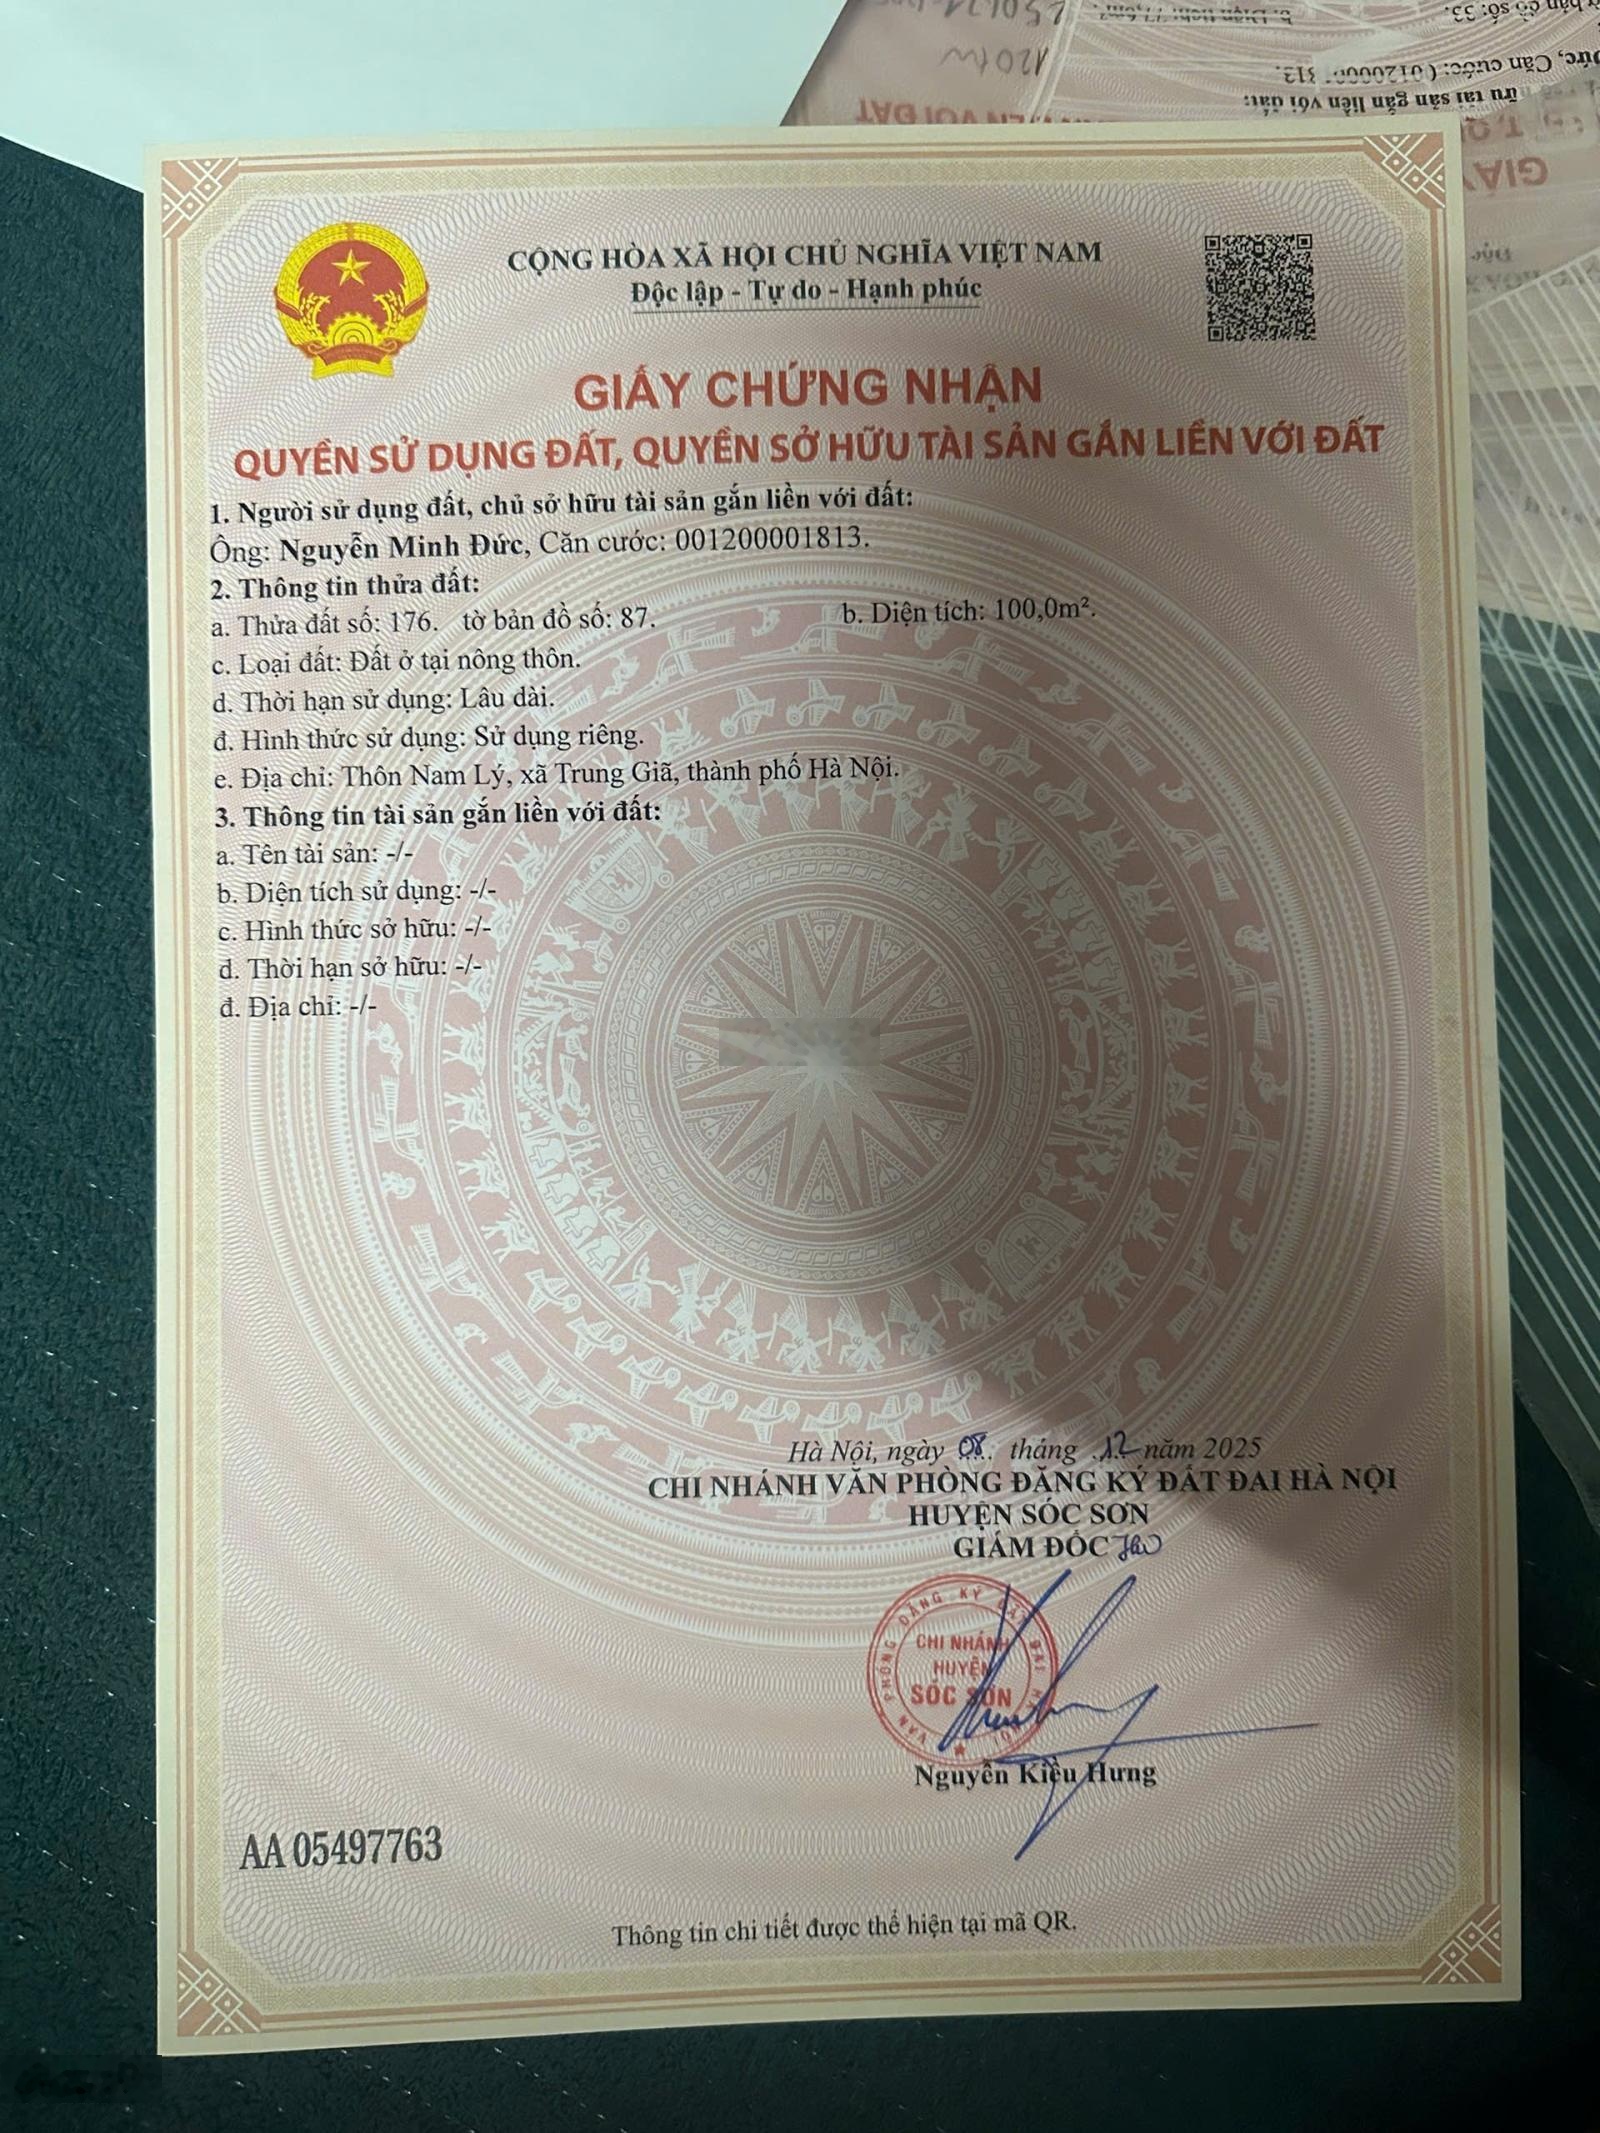 CỘNG HÒA XÃ HỘI CHỦ NGHĨA VIỆT NAM
Độc lập - Tự do - Hạnh phúc
GIẤY CHỨNG NHẬN
QUYỀN SỬ DỤNG ĐẤT, QUYỀN SỞ HỮU TÀI SẢN GẮN LIỀN VỚI ĐẤT
1. Người sử dụng đất, chủ sở hữu tài sản gắn liền với đất:
Ông: Nguyễn Minh Đức, Căn cước: 001200001813.
2. Thông tin thửa đất:
a. Thửa đất số: 176. tờ bản đồ số: 87. b. Diện tích: 100,0m².
c. Loại đất: Đất ở tại nông thôn.
d. Thời hạn sử dụng: Lâu dài.
đ. Hình thức sử dụng: Sử dụng riêng.
e. Địa chỉ: Thôn Nam Lý, xã Trung Giã, thành phố Hà Nội.
3. Thông tin tài sản gắn liền với đất:
a. Tên tài sản: -/-
b. Diện tích sử dụng: -/-
c. Hình thức sở hữu: -/-
d. Thời hạn sở hữu: -/-
đ. Địa chỉ: -/-
Hà Nội, ngày 08 tháng 12 năm 2025
CHI NHÁNH VĂN PHÒNG ĐĂNG KÝ ĐẤT ĐAI HÀ NỘI
HUYỆN SÓC SƠN
GIÁM ĐỐC
VĂN PHÒNG ĐĂNG KÝ ĐẤT ĐAI HÀ NỘI
CHI NHÁNH
HUYỆN
SÓC SƠN
Nguyễn Kiều Hưng
AA 05497763
Thông tin chi tiết được thể hiện tại mã QR.